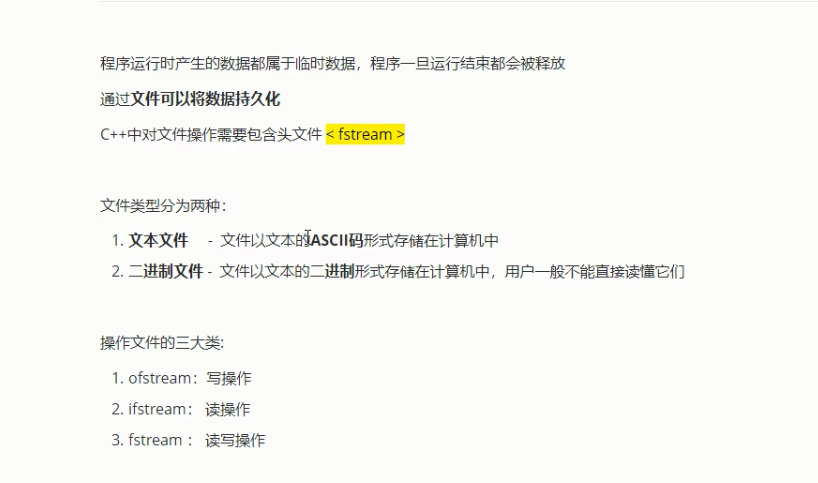 程序运行时产生的数据都属于临时数据，程序一旦运行结束都会被释放
通过文件可以将数据持久化
C++中对文件操作需要包含头文件 < fstream >
文件类型分为两种：
1. 文本文件 - 文件以文本的ASCII码形式存储在计算机中
2. 二进制文件 - 文件以文本的二进制形式存储在计算机中，用户一般不能直接读懂它们
操作文件的三大类:
1. ofstream：写操作
2. ifstream： 读操作
3. fstream ： 读写操作